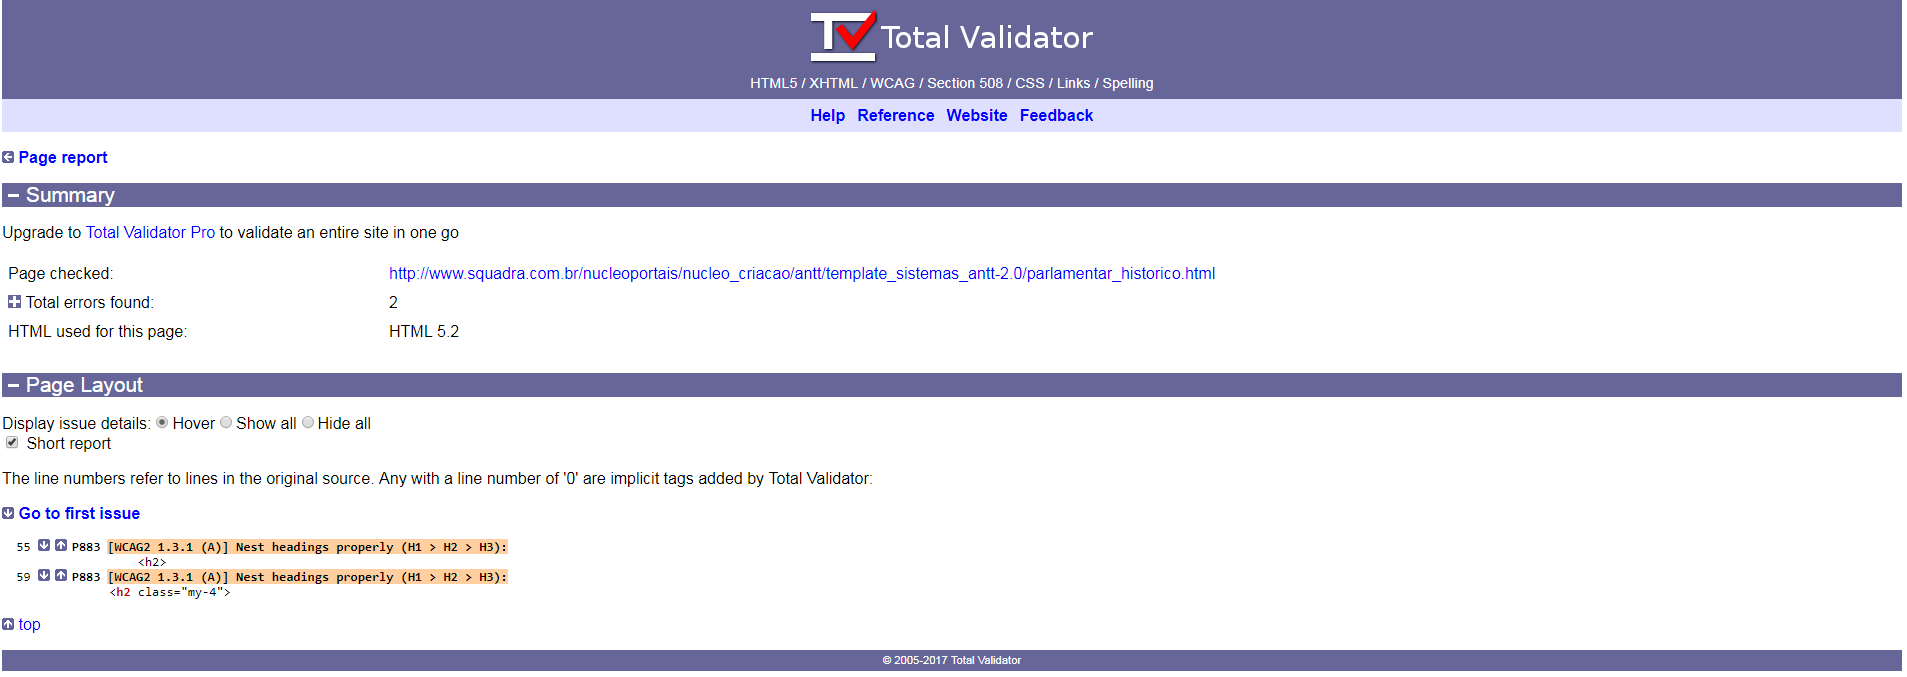 Total Validator
HTML5 / XHTML / WCAG / Section 508 / CSS / Links / Spelling
Help Reference Website Feedback
Page report
Summary
Upgrade to Total Validator Pro to validate an entire site in one go
Page checked: http://www.squadra.com.br/nucleoportais/nucleo_criacao/antt/template_sistemas_antt-2.0/parlamentar_historico.html
Total errors found: 2
HTML used for this page: HTML 5.2
Page Layout
Display issue details: Hover Show all Hide all
Short report
The line numbers refer to lines in the original source. Any with a line number of '0' are implicit tags added by Total Validator:
Go to first issue
55 P883 [WCAG2 1.3.1 (A)] Nest headings properly (H1 > H2 > H3):
<h2>
59 P883 [WCAG2 1.3.1 (A)] Nest headings properly (H1 > H2 > H3):
<h2 class="my-4">
top
© 2005-2017 Total Validator